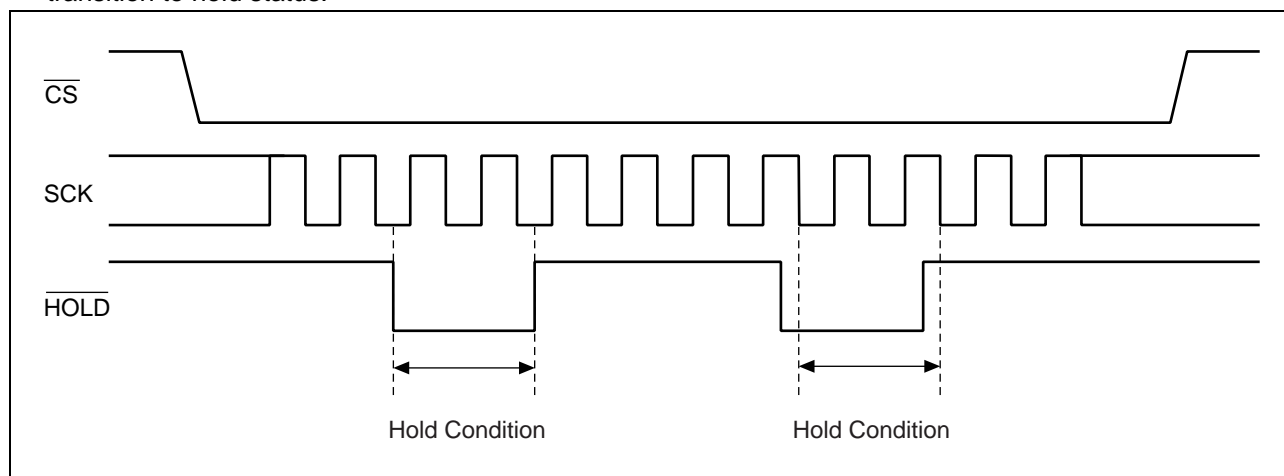 transition to hold status.
CS
SCK
HOLD
Hold Condition Hold Condition